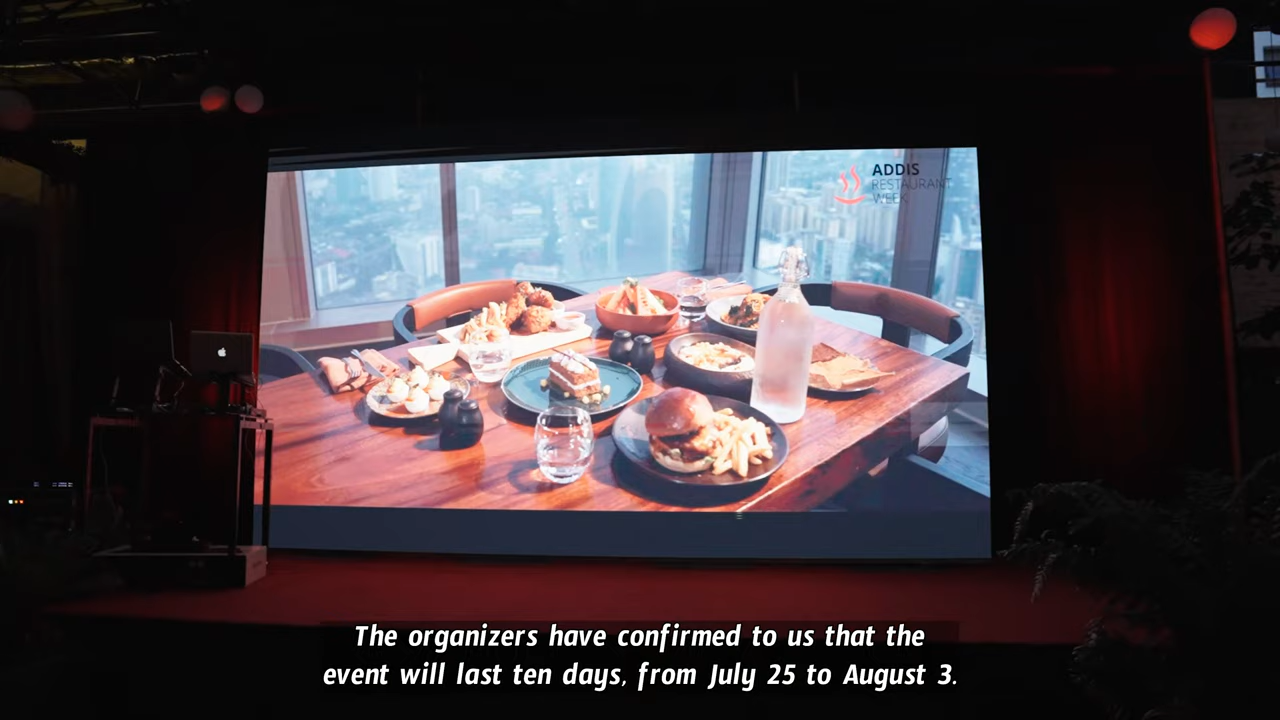 ADDIS
RESTAURANT
WEEK
The organizers have confirmed to us that the
event will last ten days, from July 25 to August 3.